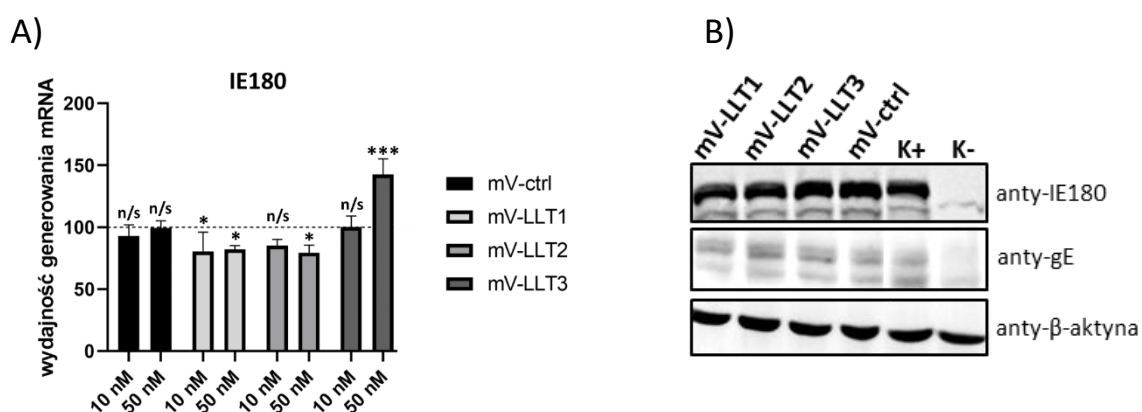 A)
IE180
wydajność generowania mRNA
200
150
100
50
0
n/s
n/s
*
*
n/s
*
n/s
***
10 nM
50 nM
10 nM
50 nM
10 nM
50 nM
10 nM
50 nM
mV-ctrl
mV-LLT1
mV-LLT2
mV-LLT3
B)
mV-LLT1
mV-LLT2
mV-LLT3
mV-ctrl
K+
K-
anty-IE180
anty-gE
anty-β-aktyna